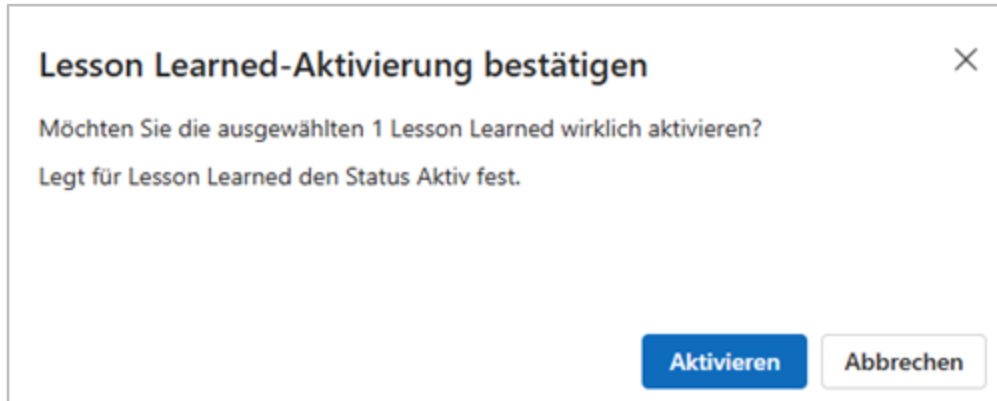 Lesson Learned-Aktivierung bestätigen
Möchten Sie die ausgewählten 1 Lesson Learned wirklich aktivieren?
Legt für Lesson Learned den Status Aktiv fest.
Aktivieren
Abbrechen